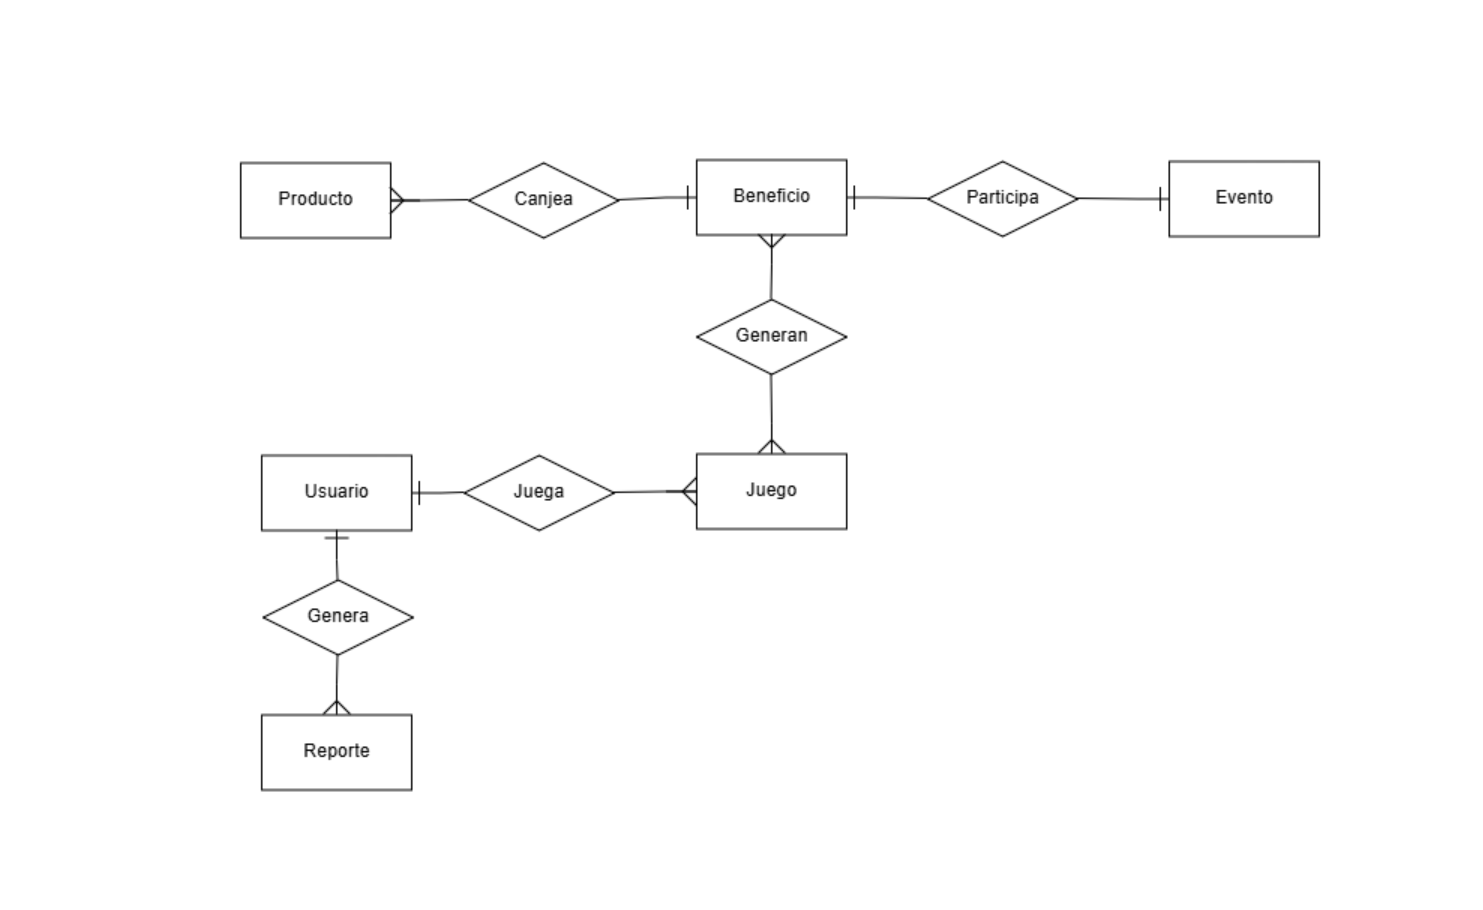 Producto
Canjea
Beneficio
Participa
Evento
Generan
Usuario
Juega
Juego
Genera
Reporte